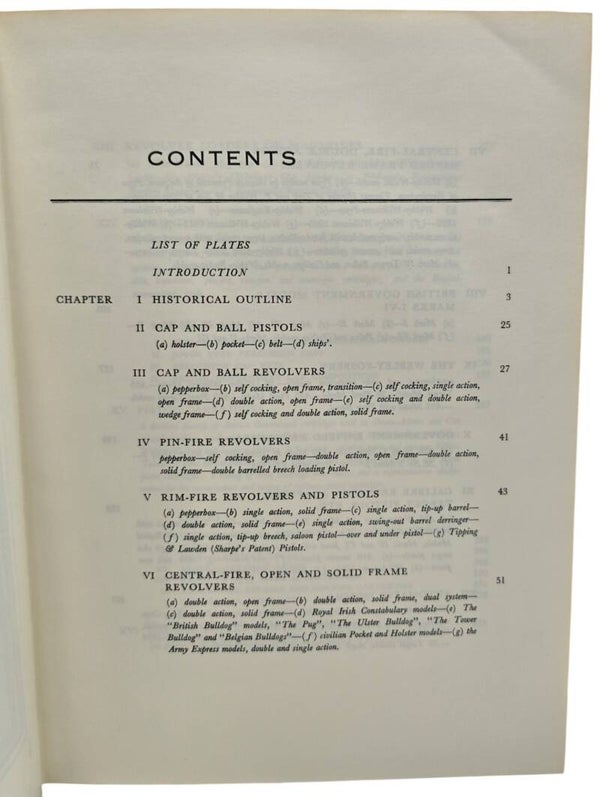 CONTENTS
LIST OF PLATES
INTRODUCTION 1
CHAPTER I HISTORICAL OUTLINE 3
II CAP AND BALL PISTOLS 25
(a) holster—(b) pocket—(c) belt—(d) ships'.
III CAP AND BALL REVOLVERS 27
(a) pepperbox—(b) self cocking, open frame, transition—(c) self cocking, single action,
open frame—(d) double action, open frame—(e) self cocking and double action,
wedge frame—(f) self cocking and double action, solid frame.
IV PIN-FIRE REVOLVERS 41
pepperbox—self cocking, open frame—double action, open frame—double action,
solid frame—double barrelled breech loading pistol.
V RIM-FIRE REVOLVERS AND PISTOLS 43
(a) pepperbox—(b) single action, solid frame—(c) single action, tip-up barrel—
(d) double action, solid frame—(e) single action, swing-out barrel derringer—
(f) single action, tip-up breech, saloon pistol—over and under pistol—(g) Tipping
& Lawden (Sharpe's Patent) Pistols.
VI CENTRAL-FIRE, OPEN AND SOLID FRAME 51
REVOLVERS
(a) double action, open frame—(b) double action, solid frame, dual system—
(c) double action, solid frame—(d) Royal Irish Constabulary models—(e) The
"British Bulldog" models, "The Pug", "The Ulster Bulldog", "The Tower
Bulldog" and "Belgian Bulldogs"—(f) civilian Pocket and Holster models—(g) the
Army Express models, double and single action.